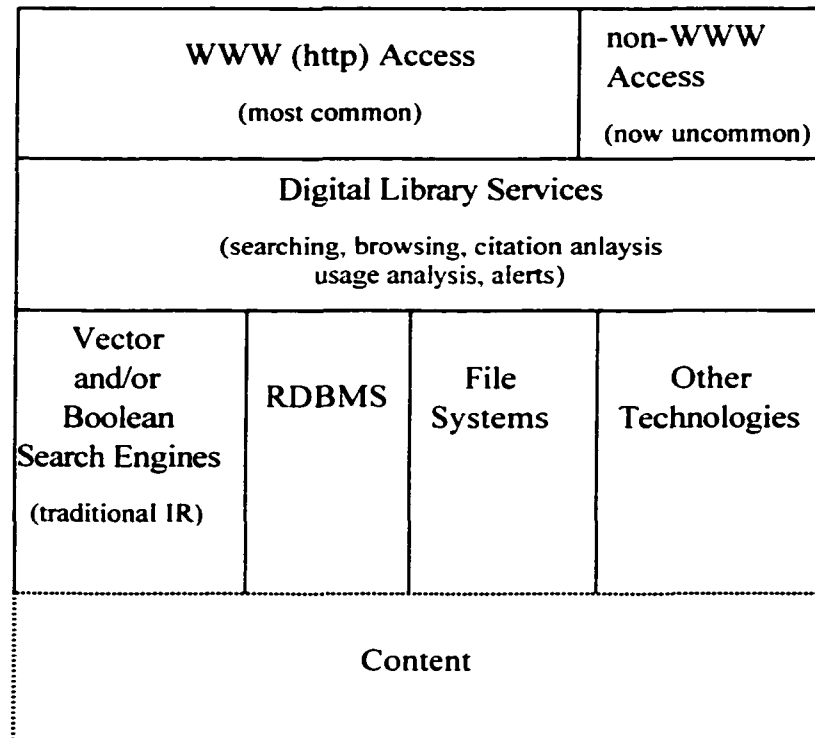 WWW (http) Access
(most common)
non-WWW
Access
(now uncommon)
Digital Library Services
(searching, browsing, citation anlaysis
usage analysis, alerts)
Vector
and/or
Boolean
Search Engines
(traditional IR)
RDBMS
File
Systems
Other
Technologies
Content